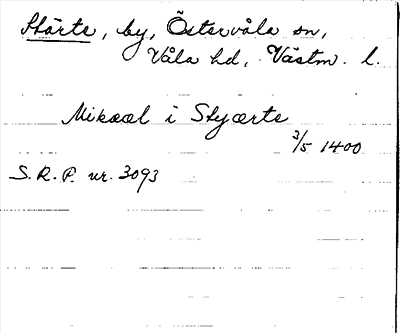 Stärte, by, Östervåla sn,
Våla hd, Västm. l.
Mikael i Styærte
3/5 1400
S.R.P. nr. 3093